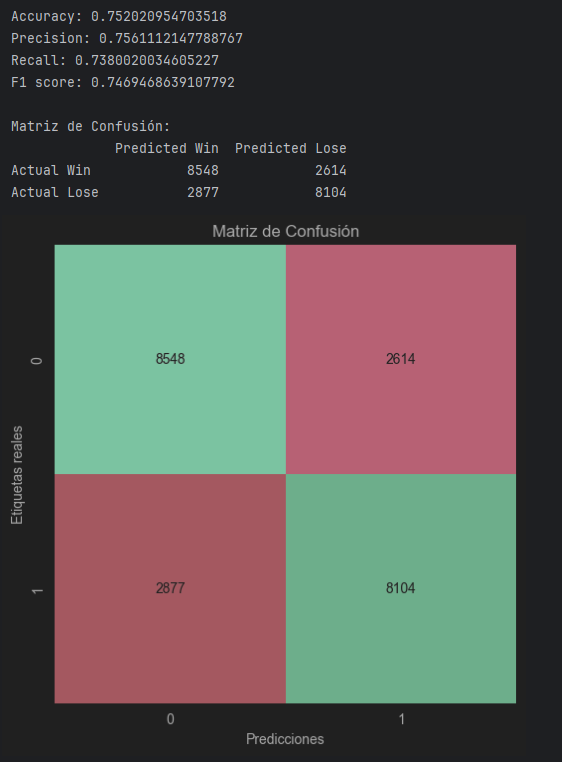 Accuracy: 0.752020954703518
Precision: 0.7561112147788767
Recall: 0.7380020034605227
F1 score: 0.7469468639107792
Matriz de Confusión:
Predicted Win Predicted Lose
Actual Win 8548 2614
Actual Lose 2877 8104
Matriz de Confusión
0
8548 2614
Etiquetas reales
1
2877 8104
0 1
Predicciones